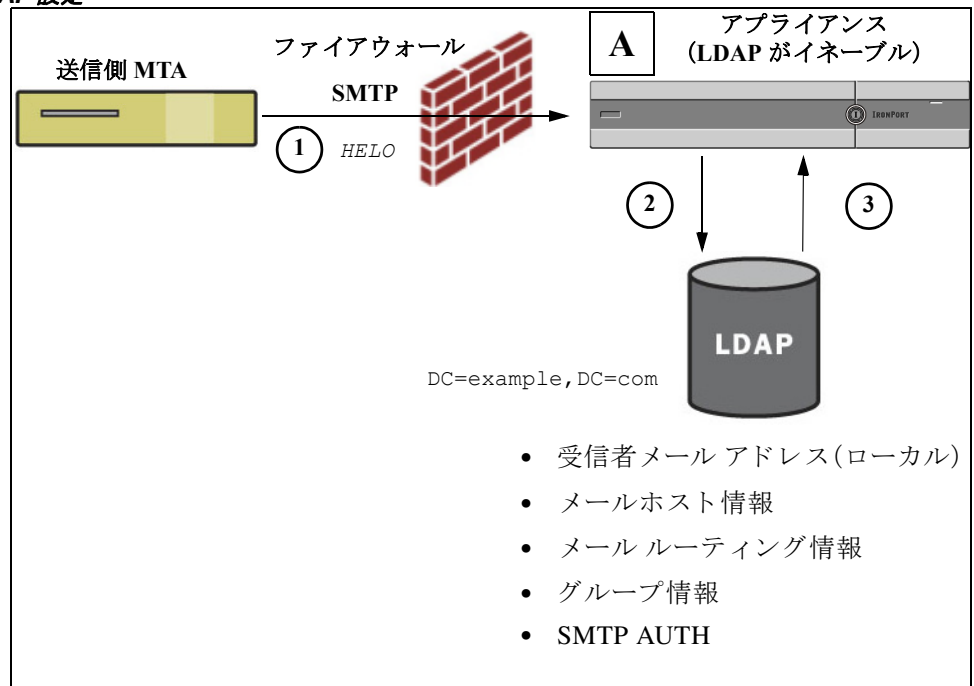 送信側 MTA
ファイアウォール
SMTP
1
HELO
A
アプライアンス
(LDAP がイネーブル)
IRONPORT
2
3
LDAP
DC=example,DC=com
• 受信者メール アドレス(ローカル)
• メールホスト情報
• メール ルーティング情報
• グループ情報
• SMTP AUTH